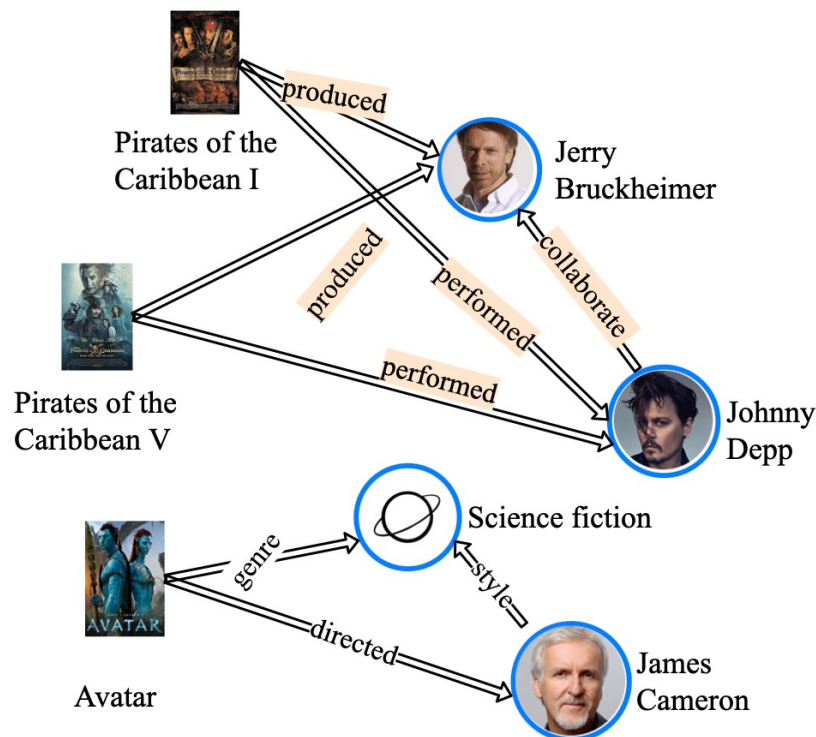 produced
Pirates of the
Caribbean I
Jerry
Bruckheimer
collaborate
produced
performed
performed
Pirates of the
Caribbean V
Johnny
Depp
Science fiction
genre
style
AVATAR
directed
James
Cameron
Avatar